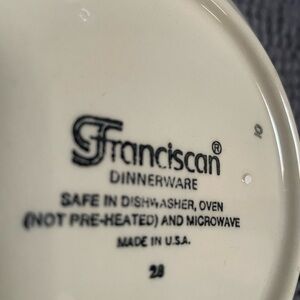 Franciscan®
DINNERWARE
SAFE IN DISHWASHER, OVEN
(NOT PRE-HEATED) AND MICROWAVE
MADE IN U.S.A.
28